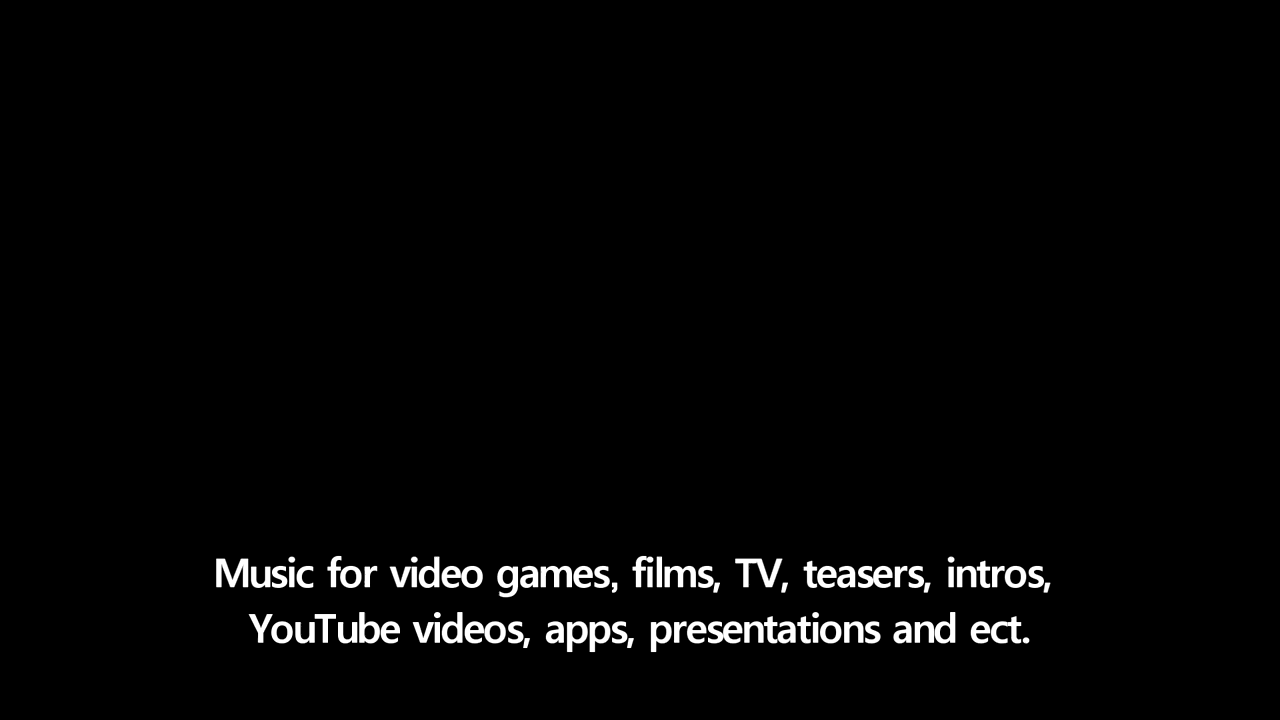 Music for video games, films, TV, teasers, intros,
YouTube videos, apps, presentations and ect.